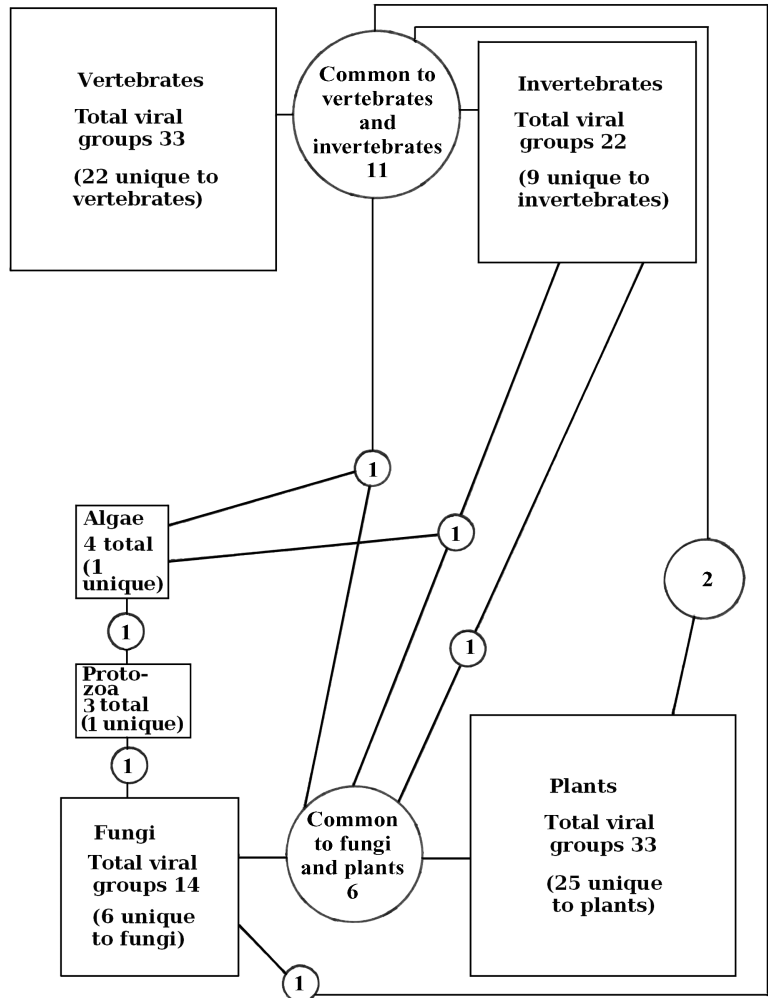 Vertebrates
Total viral
groups 33
(22 unique to
vertebrates)
Common to
vertebrates
and
invertebrates
11
Invertebrates
Total viral
groups 22
(9 unique to
invertebrates)
1
Algae
4 total
(1
unique)
1
2
1
1
Proto-
zoa
3 total
(1 unique)
1
Fungi
Total viral
groups 14
(6 unique
to fungi)
Common
to fungi
and plants
6
Plants
Total viral
groups 33
(25 unique
to plants)
1